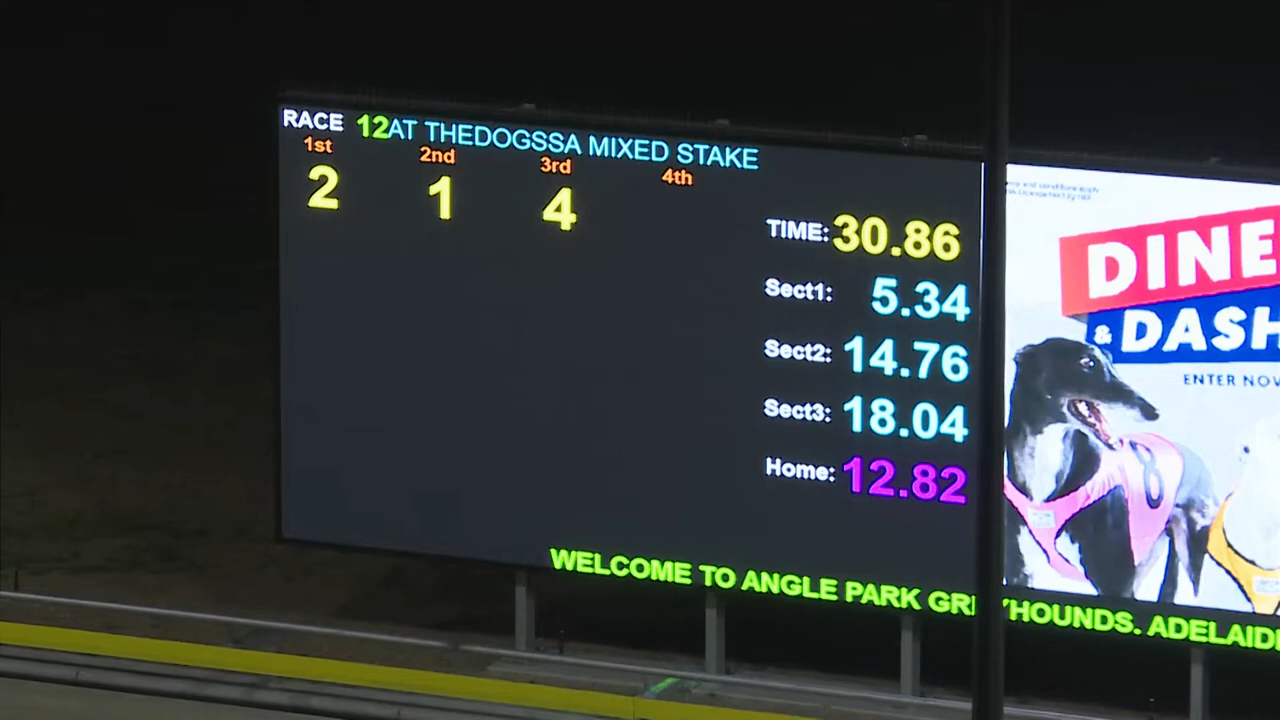 RACE 12AT THEDOGSSA MIXED STAKE
1st 2nd 3rd 4th
2 1 4
TIME: 30.86
Sect1: 5.34
Sect2: 14.76
Sect3: 18.04
Home: 12.82
WELCOME TO ANGLE PARK GREYHOUNDS. ADELAIDE
DINE
& DASH
ENTER NOW
8